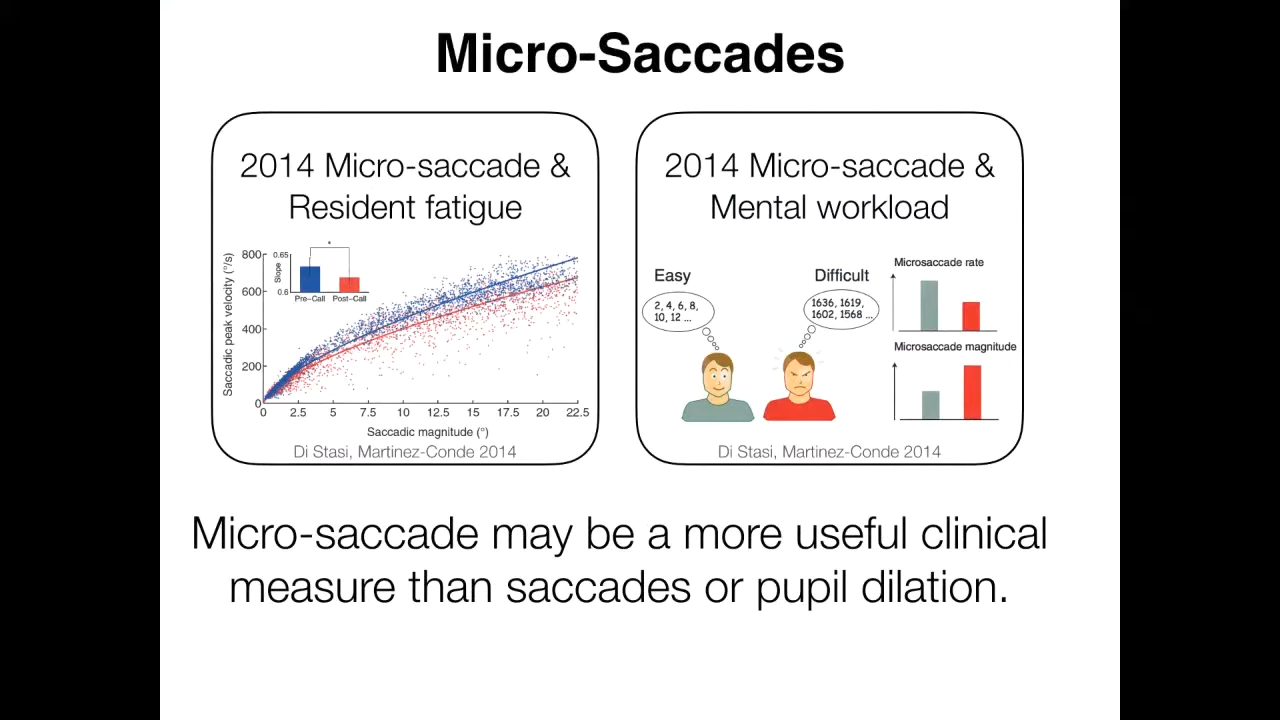 Micro-Saccades
2014 Micro-saccade &
Resident fatigue
Saccadic peak velocity (°/s)
800
600
400
200
0
0.65
0.6
Slope
*
Pre-Call
Post-Call
0 2.5 5 7.5 10 12.5 15 17.5 20 22.5
Saccadic magnitude (°)
Di Stasi, Martinez-Conde 2014
2014 Micro-saccade &
Mental workload
Easy
2, 4, 6, 8,
10, 12 ...
Difficult
1636, 1619,
1602, 1568 ...
Microsaccade rate
Microsaccade magnitude
Di Stasi, Martinez-Conde 2014
Micro-saccade may be a more useful clinical
measure than saccades or pupil dilation.